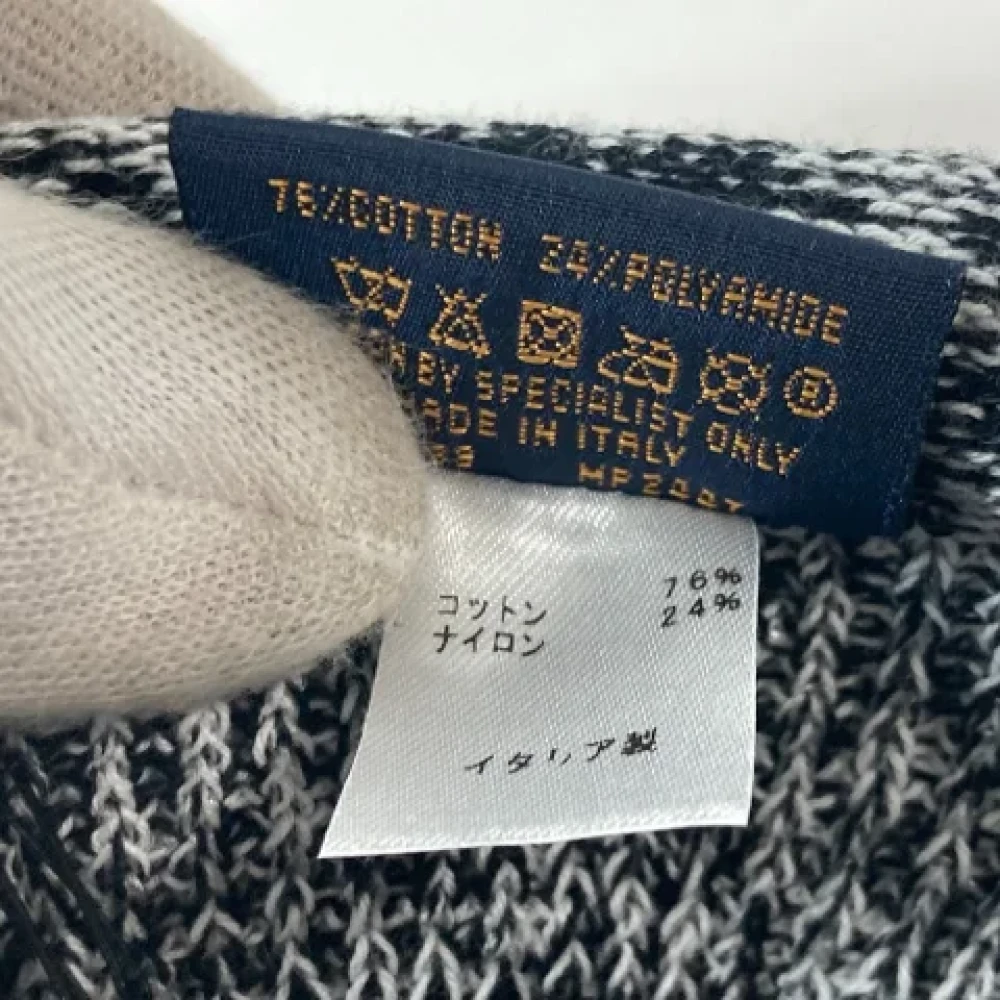 76%COTTON 24%POLYAMIDE
BY SPECIALIST ONLY
MADE IN ITALY
コットン 76%
ナイロン 24%
イタリア製